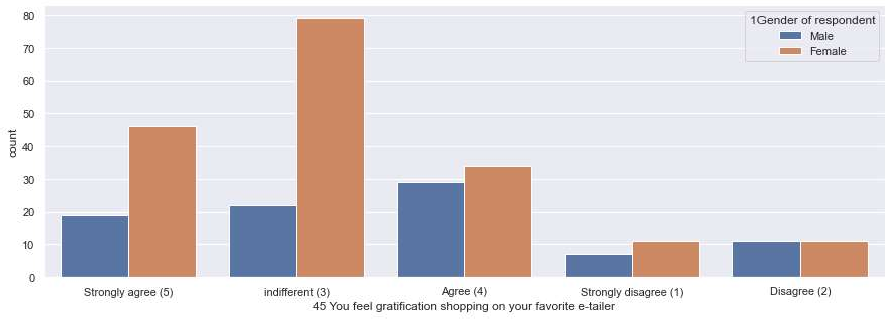 80
70
60
50
40
30
20
10
0
count
1Gender of respondent
Male
Female
Strongly agree (5)
indifferent (3)
Agree (4)
Strongly disagree (1)
Disagree (2)
45 You feel gratification shopping on your favorite e-tailer